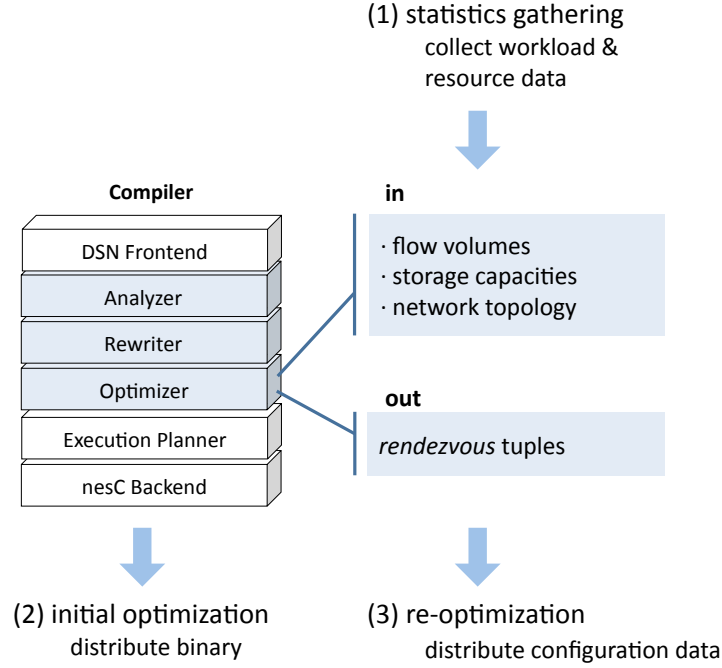 (1) statistics gathering
collect workload &
resource data
Compiler
DSN Frontend
Analyzer
Rewriter
Optimizer
Execution Planner
nesC Backend
in
· flow volumes
· storage capacities
· network topology
out
rendezvous tuples
(2) initial optimization
distribute binary
(3) re-optimization
distribute configuration data